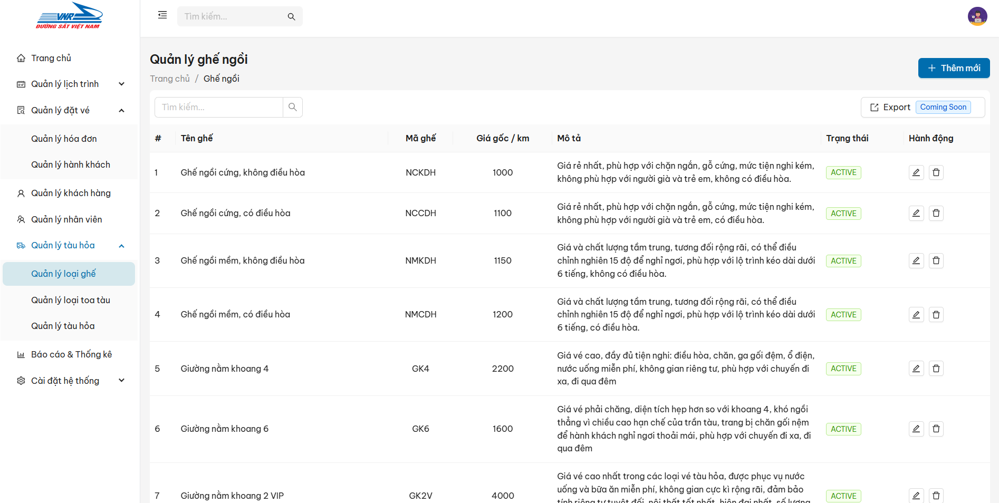 VNR
ĐƯỜNG SẮT VIỆT NAM
Tìm kiếm...
Trang chủ
Quản lý lịch trình
Quản lý đặt vé
Quản lý hóa đơn
Quản lý hành khách
Quản lý khách hàng
Quản lý nhân viên
Quản lý tàu hỏa
Quản lý loại ghế
Quản lý loại toa tàu
Quản lý tàu hỏa
Báo cáo & Thống kê
Cài đặt hệ thống
Quản lý ghế ngồi
Trang chủ / Ghế ngồi
Thêm mới
Tìm kiếm...
Export Coming Soon
# Tên ghế Mã ghế Giá gốc / km Mô tả Trạng thái Hành động
1 Ghế ngồi cứng, không điều hòa NCKDH 1000 Giá rẻ nhất, phù hợp với chặn ngắn, gỗ cứng, mức tiện nghi kém, ACTIVE
không phù hợp với người già và trẻ em, không có điều hòa.
2 Ghế ngồi cứng, có điều hòa NCCDH 1100 Giá rẻ nhất, phù hợp với chặn ngắn, gỗ cứng, mức tiện nghi kém, ACTIVE
không phù hợp với người già và trẻ em, có điều hòa.
3 Ghế ngồi mềm, không điều hòa NMKDH 1150 Giá và chất lượng tầm trung, tương đối rộng rãi, có thể điều ACTIVE
chỉnh nghiên 15 độ để nghỉ ngơi, phù hợp với lộ trình kéo dài dưới
6 tiếng, không có điều hòa.
4 Ghế ngồi mềm, có điều hòa NMCDH 1200 Giá và chất lượng tầm trung, tương đối rộng rãi, có thể điều ACTIVE
chỉnh nghiên 15 độ để nghỉ ngơi, phù hợp với lộ trình kéo dài dưới
6 tiếng, có điều hòa.
5 Giường nằm khoang 4 GK4 2200 Giá vé cao, đầy đủ tiện nghi: điều hòa, chăn, ga gối đệm, ổ điện, ACTIVE
nước uống miễn phí, không gian riêng tư, phù hợp với chuyến đi
xa, đi qua đêm
6 Giường nằm khoang 6 GK6 1600 Giá vé phải chăng, diện tích hẹp hơn so với khoang 4, khó ngồi ACTIVE
thẳng vì chiều cao hạn chế của trần tàu, trang bị chăn gối nệm
để hành khách nghỉ ngơi thoải mái, phù hợp với chuyến đi xa, đi
qua đêm
7 Giường nằm khoang 2 VIP GK2V 4000 Giá vé cao nhất trong các loại vé tàu hỏa, được phục vụ nước ACTIVE
uống và bữa ăn miễn phí, không gian cực kì rộng rãi, đảm bảo
tính riêng tư tuyệt đối, nội thất tốt nhất, hiện đại nhất, số lượng